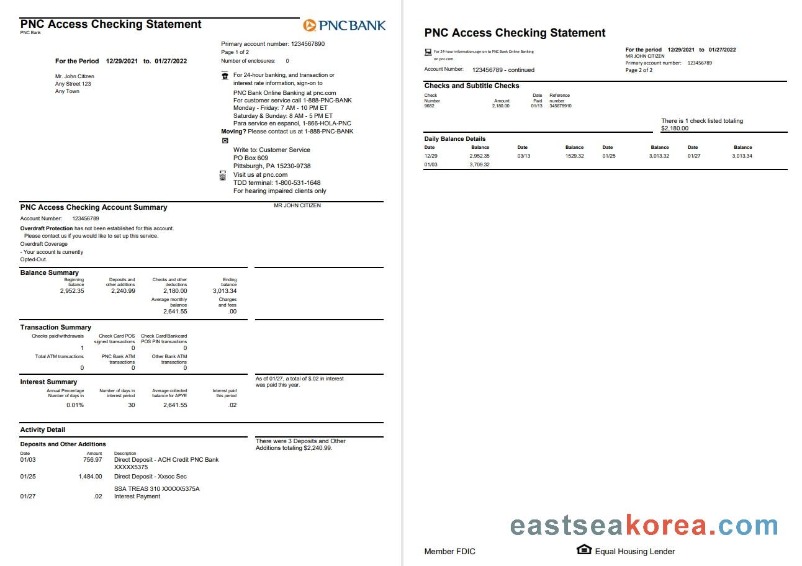 PNC Access Checking Statement
PNC Bank
PNCBANK
Primary account number: 1234567890
Page 1 of 2
For the Period 12/29/2021 to 01/27/2022
Number of enclosures: 0
Mr. John Citizen
Any Street 123
Any Town
For 24-hour banking, and transaction or
interest rate information, sign-on to
PNC Bank Online Banking at pnc.com
For customer service call 1-888-PNC-BANK
Monday - Friday: 7 AM - 10 PM ET
Saturday & Sunday: 8 AM - 5 PM ET
Para servicio en espanol, 1-866-HOLA-PNC
Moving? Please contact us at 1-888-PNC-BANK
Write to: Customer Service
PO Box 609
Pittsburgh, PA 15230-9738
Visit us at pnc.com
TDD terminal: 1-800-531-1648
For hearing impaired clients only
PNC Access Checking Account Summary
MR JOHN CITIZEN
Account Number: 123456789
Overdraft Protection has not been established for this account.
Please contact us if you would like to set up this service.
Overdraft Coverage
- Your account is currently
Opted-Out.
Balance Summary
Beginning balance Deposits and other additions Checks and other deductions Ending balance
2,952.35 2,240.99 2,180.00 3,013.34
Average monthly balance Charges and fees
2,641.55 .00
Transaction Summary
Checks paid/withdrawals Check Card POS signed transactions Check Card/Bankcard POS PIN transactions
1 0 0
Total ATM transactions PNC Bank ATM transactions Other Bank ATM transactions
0 0 0
Interest Summary
As of 01/27, a total of $.02 in interest
was paid this year.
Annual Percentage Number of days in Number of days in interest period Average collected balance for APYE Interest paid this period
0.01% 30 2,641.55 .02
Activity Detail
Deposits and Other Additions
There were 3 Deposits and Other
Additions totaling $2,240.99.
Date Amount Description
01/03 756.97 Direct Deposit - ACH Credit PNC Bank
XXXXX5375
01/25 1,484.00 Direct Deposit - Xxsoc Sec
SSA TREAS 310 XXXXX5375A
01/27 .02 Interest Payment
PNC Access Checking Statement
For 24-hour information sign-on to PNC Bank Online Banking
on pnc.com
Account Number: 123456789 - continued
For the period 12/29/2021 to 01/27/2022
MR JOHN CITIZEN
Primary account number: 123456789
Page 2 of 2
Checks and Subtitle Checks
Check Number Amount Date Paid Reference number
2,180.00 01/13
There is 1 check listed totaling
$2,180.00
Daily Balance Details
Date Balance Date Balance Date Balance Date Balance
12/29 2,952.35 03/13 1529.32 01/25 3,013.32 01/27 3,013.34
01/03 3,709.32
eastseakorea.com
Member FDIC
Equal Housing Lender